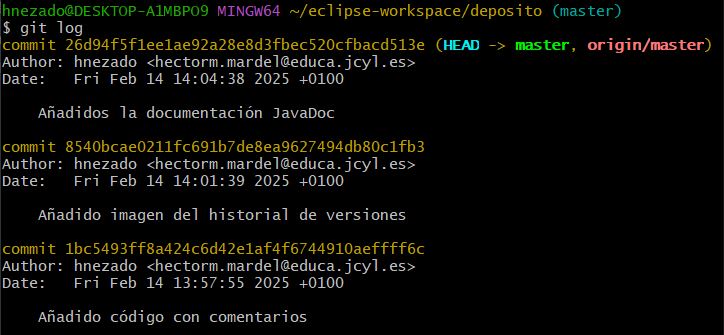 hnezado@DESKTOP-A1MBPO9 MINGW64 ~/eclipse-workspace/deposito (master)
$ git log
commit 26d94f5f1ee1ae92a28e8d3fbec520cfbacd513e (HEAD -> master, origin/master)
Author: hnezado <hectorm.mardel@educa.jcyl.es>
Date:   Fri Feb 14 14:04:38 2025 +0100
    Añadidos la documentación JavaDoc
commit 8540bcae0211fc691b7de8ea9627494db80c1fb3
Author: hnezado <hectorm.mardel@educa.jcyl.es>
Date:   Fri Feb 14 14:01:39 2025 +0100
    Añadido imagen del historial de versiones
commit 1bc5493ff8a424c6d42e1af4f6744910aeffff6c
Author: hnezado <hectorm.mardel@educa.jcyl.es>
Date:   Fri Feb 14 13:57:55 2025 +0100
    Añadido código con comentarios